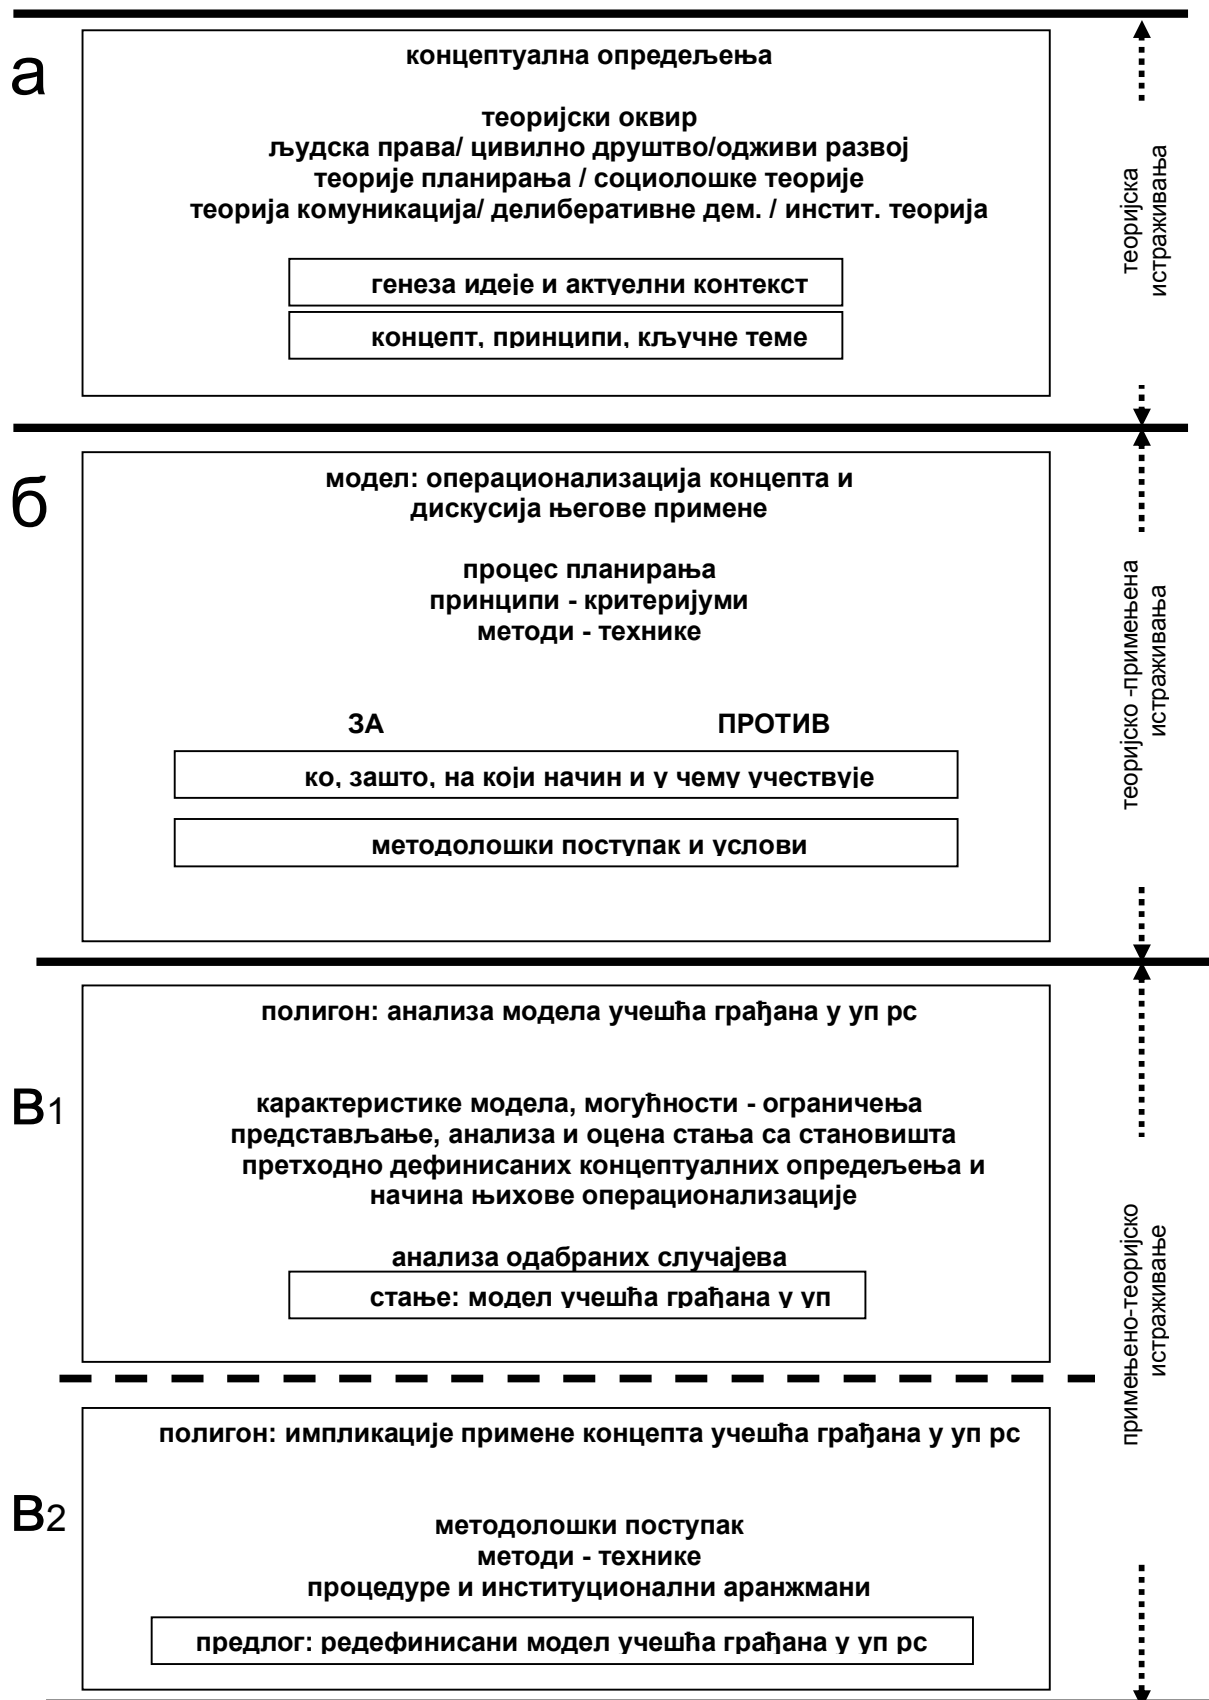 а
концептуална опредељења
теоријски оквир
људска права/ цивилно друштво/одживи развој
теорије планирања / социолошке теорије
теорија комуникација/ делиберативне дем. / инстит. теорија
генеза идеје и актуелни контекст
концепт, принципи, кључне теме
теоријска
истраживања
б
модел: операционализација концепта и
дискусија његове примене
процес планирања
принципи - критеријуми
методи - технике
ЗА ПРОТИВ
ко, зашто, на који начин и у чему учествује
методолошки поступак и услови
теоријско -примењена
истраживања
в1
полигон: анализа модела учешћа грађана у уп рс
карактеристике модела, могућности - ограничења
представљање, анализа и оцена стања са становишта
претходно дефинисаних концептуалних опредељења и
начина њихове операционализације
анализа одабраних случајева
стање: модел учешћа грађана у уп
примењено-теоријско
истраживање
в2
полигон: импликације примене концепта учешћа грађана у уп рс
методолошки поступак
методи - технике
процедуре и институционални аранжмани
предлог: редефинисани модел учешћа грађана у уп рс